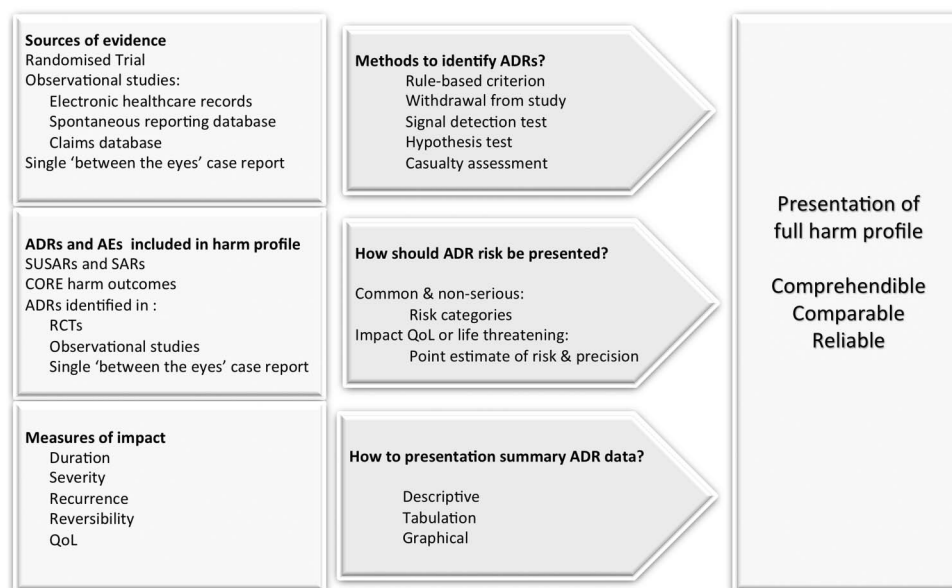 Sources of evidence
Randomised Trial
Observational studies:
Electronic healthcare records
Spontaneous reporting database
Claims database
Single ‘between the eyes’ case report
Methods to identify ADRs?
Rule-based criterion
Withdrawal from study
Signal detection test
Hypothesis test
Casualty assessment
ADRs and AEs included in harm profile
SUSARs and SARs
CORE harm outcomes
ADRs identified in :
RCTs
Observational studies
Single ‘between the eyes’ case report
How should ADR risk be presented?
Common & non-serious:
Risk categories
Impact QoL or life threatening:
Point estimate of risk & precision
Measures of impact
Duration
Severity
Recurrence
Reversibility
QoL
How to presentation summary ADR data?
Descriptive
Tabulation
Graphical
Presentation of
full harm profile
Comprehendible
Comparable
Reliable